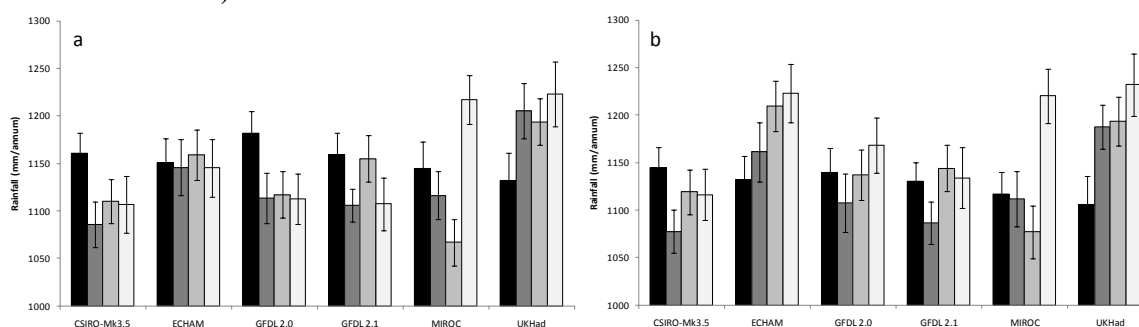 )
a
1300
1250
1200
1150
1100
1050
1000
Rainfall (mm/annum)
CSIRO-Mk3.5 ECHAM GFDL 2.0 GFDL 2.1 MIROC UKHad
b
1300
1250
1200
1150
1100
1050
1000
Rainfall (mm/annum)
CSIRO-Mk3.5 ECHAM GFDL 2.0 GFDL 2.1 MIROC UKHad